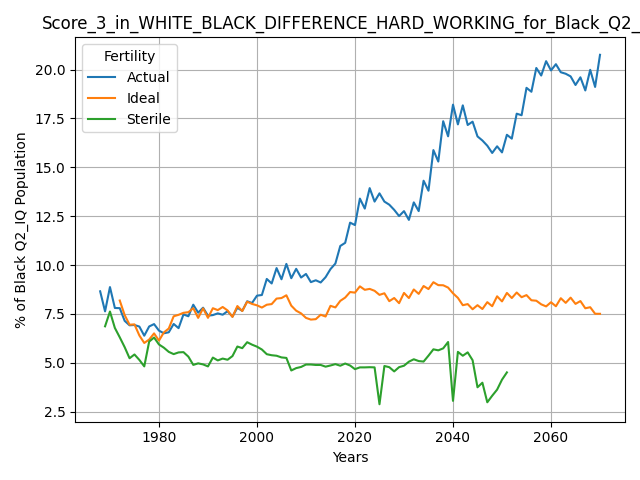 Score_3_in_WHITE_BLACK_DIFFERENCE_HARD_WORKING_for_Black_Q2_
Fertility
Actual
Ideal
Sterile
% of Black Q2_IQ Population
20.0
17.5
15.0
12.5
10.0
7.5
5.0
2.5
1980 2000 2020 2040 2060
Years